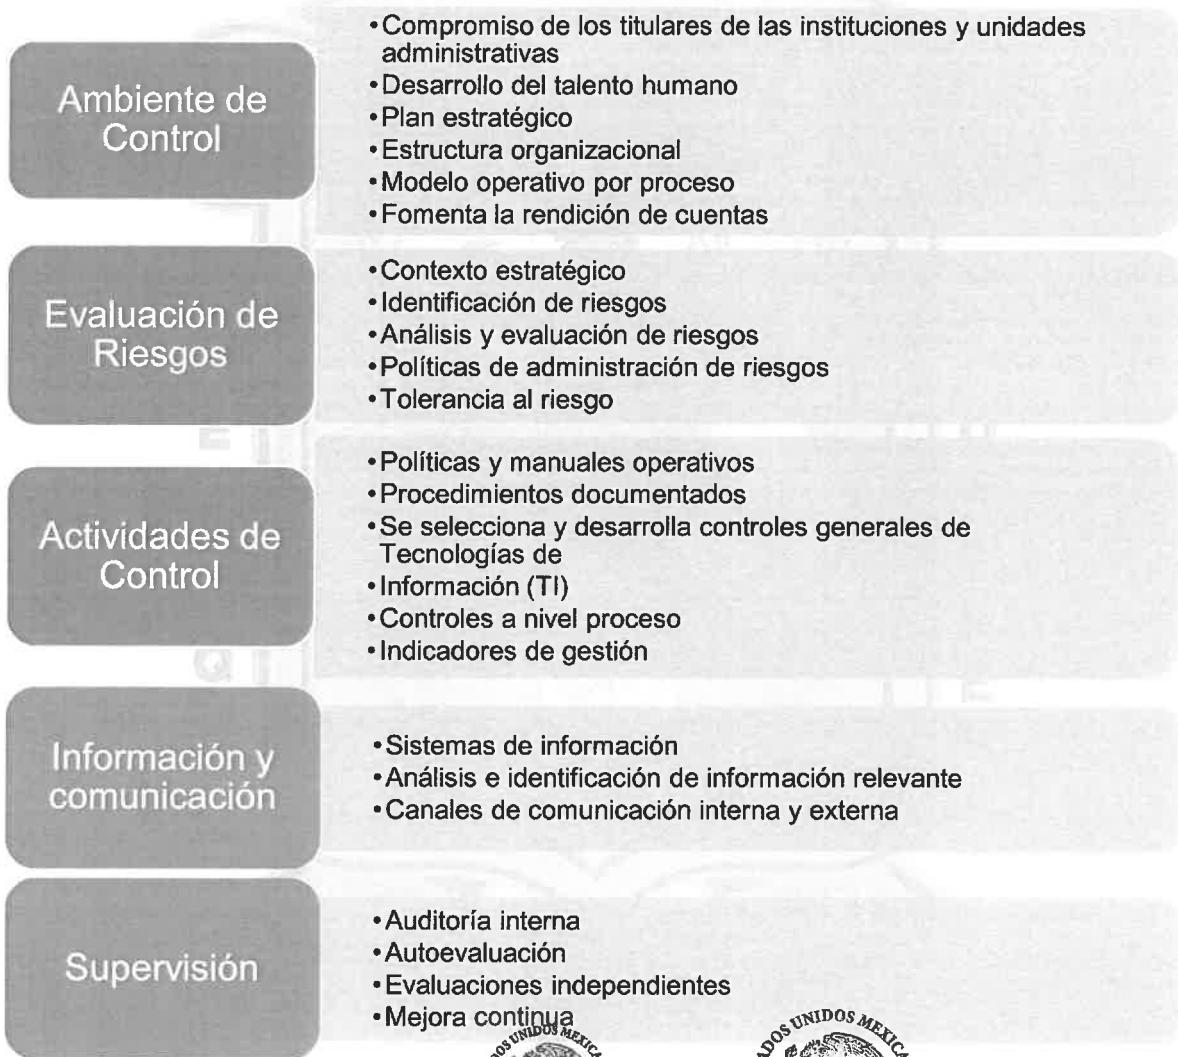 Ambiente de
Control
•Compromiso de los titulares de las instituciones y unidades
administrativas
•Desarrollo del talento humano
•Plan estratégico
•Estructura organizacional
•Modelo operativo por proceso
•Fomenta la rendición de cuentas
Evaluación de
Riesgos
•Contexto estratégico
•Identificación de riesgos
•Análisis y evaluación de riesgos
•Políticas de administración de riesgos
•Tolerancia al riesgo
Actividades de
Control
•Políticas y manuales operativos
•Procedimientos documentados
•Se selecciona y desarrolla controles generales de
Tecnologías de
•Información (TI)
•Controles a nivel proceso
•Indicadores de gestión
Información y
comunicación
•Sistemas de información
•Análisis e identificación de información relevante
•Canales de comunicación interna y externa
Supervisión
•Auditoría interna
•Autoevaluación
•Evaluaciones independientes
•Mejora continua
UNIDOS
UNIDOS